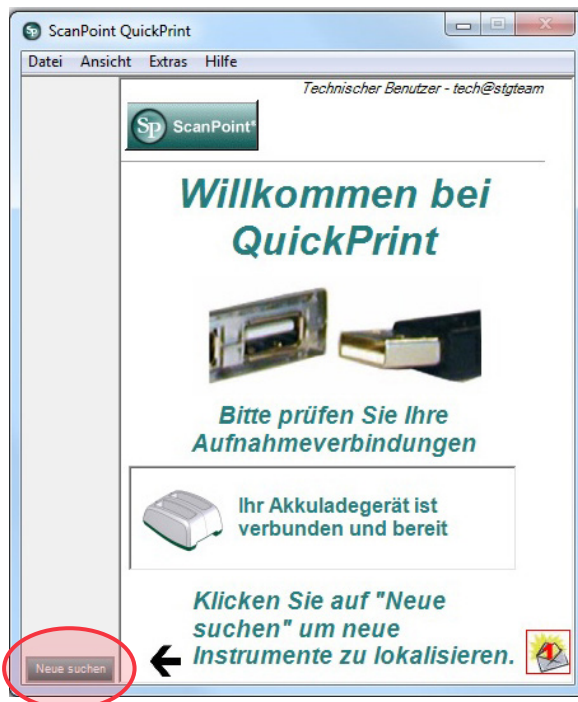 ScanPoint QuickPrint
Datei Ansicht Extras Hilfe
Technischer Benutzer - tech@stgteam
Sp ScanPoint®
Willkommen bei
QuickPrint
Bitte prüfen Sie Ihre
Aufnahmeverbindungen
Ihr Akkuladegerät ist
verbunden und bereit
Klicken Sie auf "Neue
suchen" um neue
Instrumente zu lokalisieren.
Neue suchen